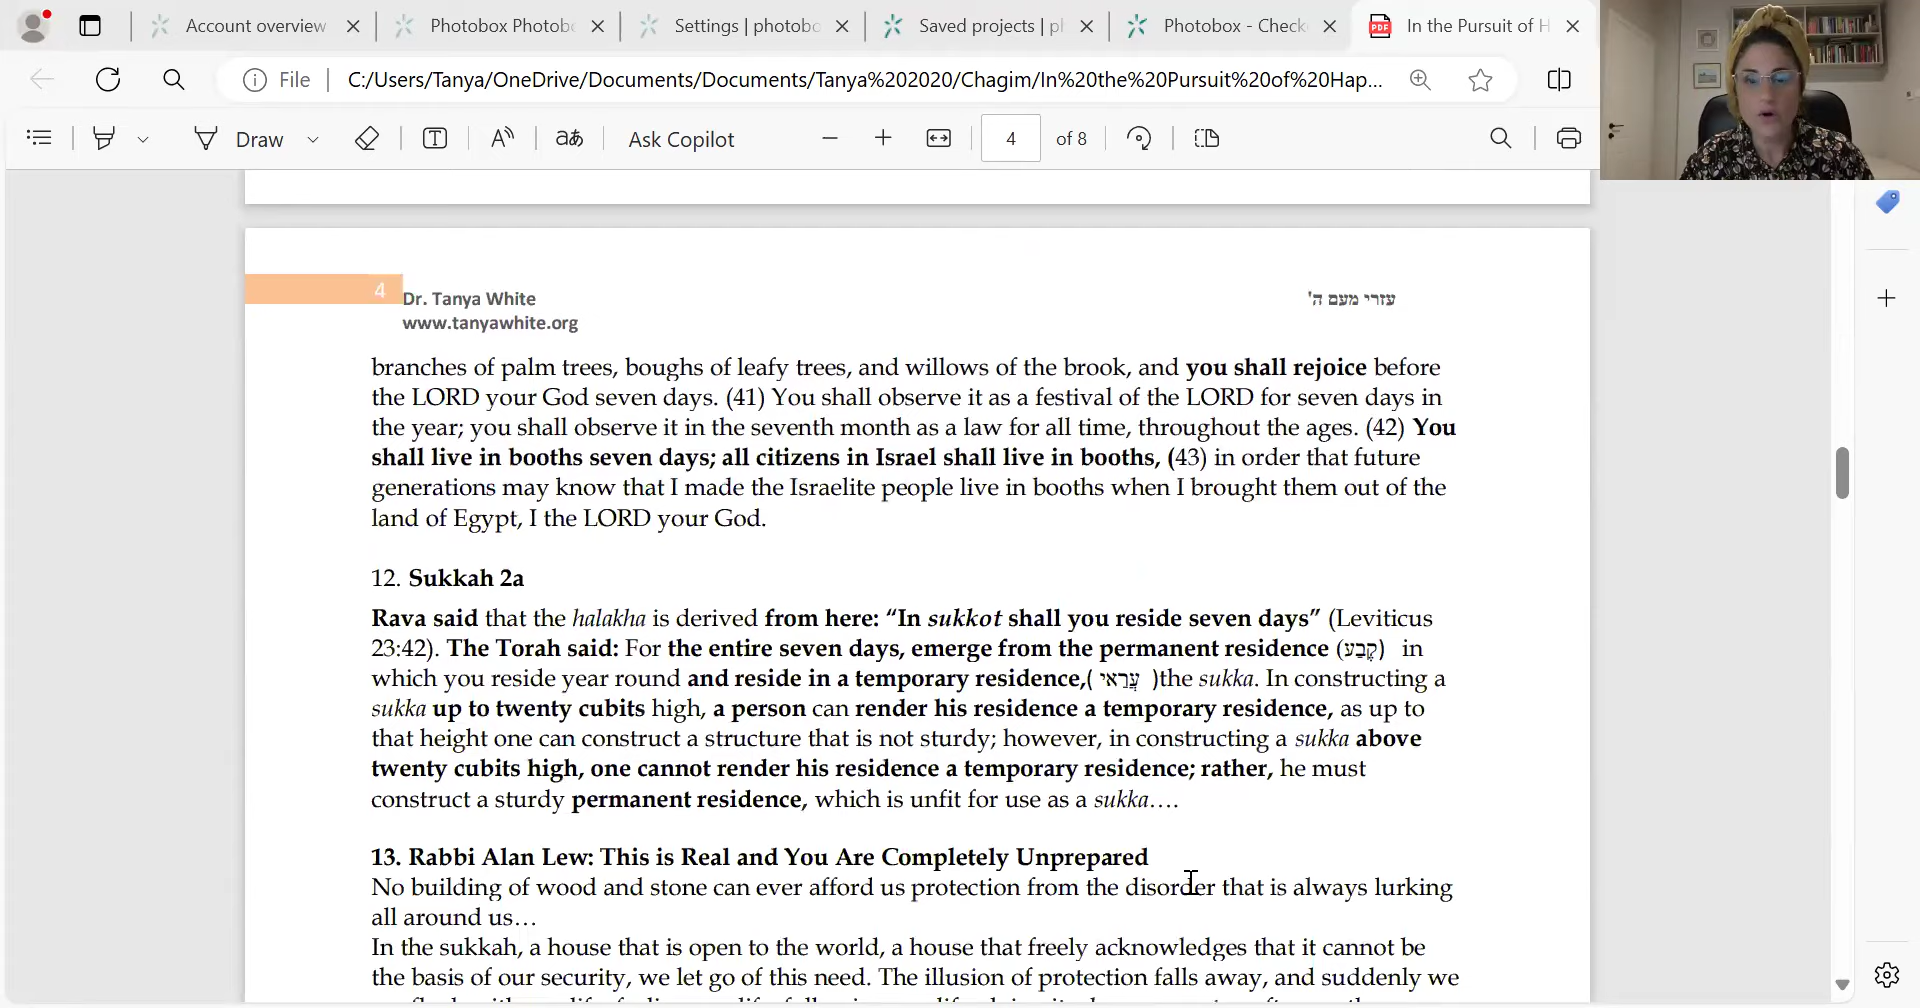 Account overview
Photobox Photob
Settings | photob
Saved projects | p
Photobox - Check
In the Pursuit of H
File
C:/Users/Tanya/OneDrive/Documents/Documents/Tanya%202020/Chagim/In%20the%20Pursuit%20of%20Hap...
Draw
Ask Copilot
4
of 8
4
Dr. Tanya White
עזרי מעם ה'
www.tanyawhite.org
branches of palm trees, boughs of leafy trees, and willows of the brook, and you shall rejoice before
the LORD your God seven days. (41) You shall observe it as a festival of the LORD for seven days in
the year; you shall observe it in the seventh month as a law for all time, throughout the ages. (42) You
shall live in booths seven days; all citizens in Israel shall live in booths, (43) in order that future
generations may know that I made the Israelite people live in booths when I brought them out of the
land of Egypt, I the LORD your God.
12. Sukkah 2a
Rava said that the halakha is derived from here: “In sukkot shall you reside seven days” (Leviticus
23:42). The Torah said: For the entire seven days, emerge from the permanent residence (קֶבַע) in
which you reside year round and reside in a temporary residence,( עֲרַאי )the sukka. In constructing a
sukka up to twenty cubits high, a person can render his residence a temporary residence, as up to
that height one can construct a structure that is not sturdy; however, in constructing a sukka above
twenty cubits high, one cannot render his residence a temporary residence; rather, he must
construct a sturdy permanent residence, which is unfit for use as a sukka….
13. Rabbi Alan Lew: This is Real and You Are Completely Unprepared
No building of wood and stone can ever afford us protection from the disorder that is always lurking
all around us…
In the sukkah, a house that is open to the world, a house that freely acknowledges that it cannot be
the basis of our security, we let go of this need. The illusion of protection falls away, and suddenly we